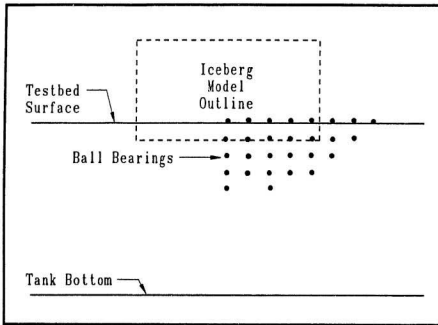 Iceberg
Model
Outline
Testbed
Surface
Ball Bearings
Tank Bottom